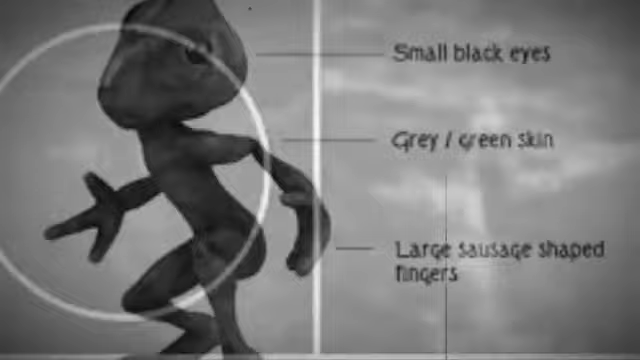 Small black eyes
Grey / green skin
Large sausage shaped
fingers